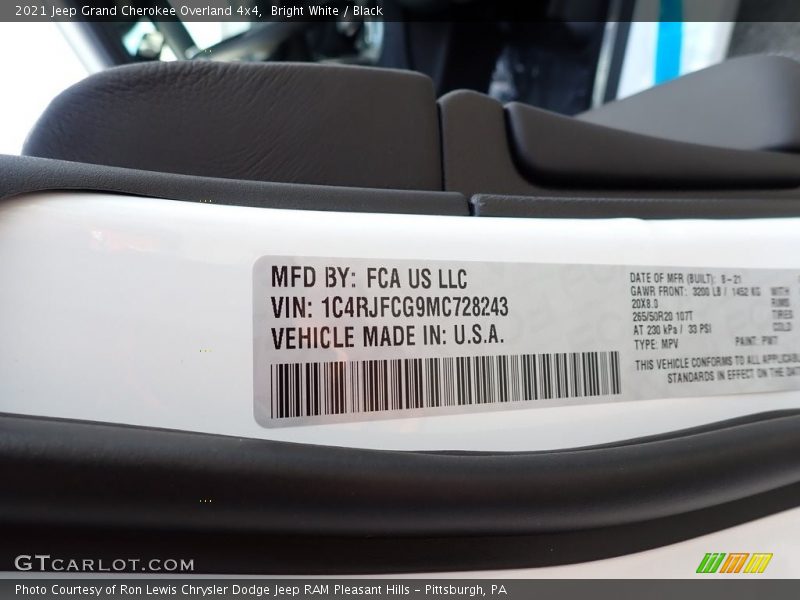 2021 Jeep Grand Cherokee Overland 4x4, Bright White / Black
MFD BY: FCA US LLC
VIN: 1C4RJFCG9MC728243
VEHICLE MADE IN: U.S.A.
DATE OF MFR (BUILT): 8-21
GAWR FRONT: 3200 LB / 1452 KG WITH
20X8.0 RIMS
265/50R20 107T TIRES
AT 230 kPa / 33 PSI COLD
TYPE: MPV PAINT: PW7
THIS VEHICLE CONFORMS TO ALL
STANDARDS IN EFFECT ON THE
GTCARLOT.COM
Photo Courtesy of Ron Lewis Chrysler Dodge Jeep RAM Pleasant Hills - Pittsburgh, PA